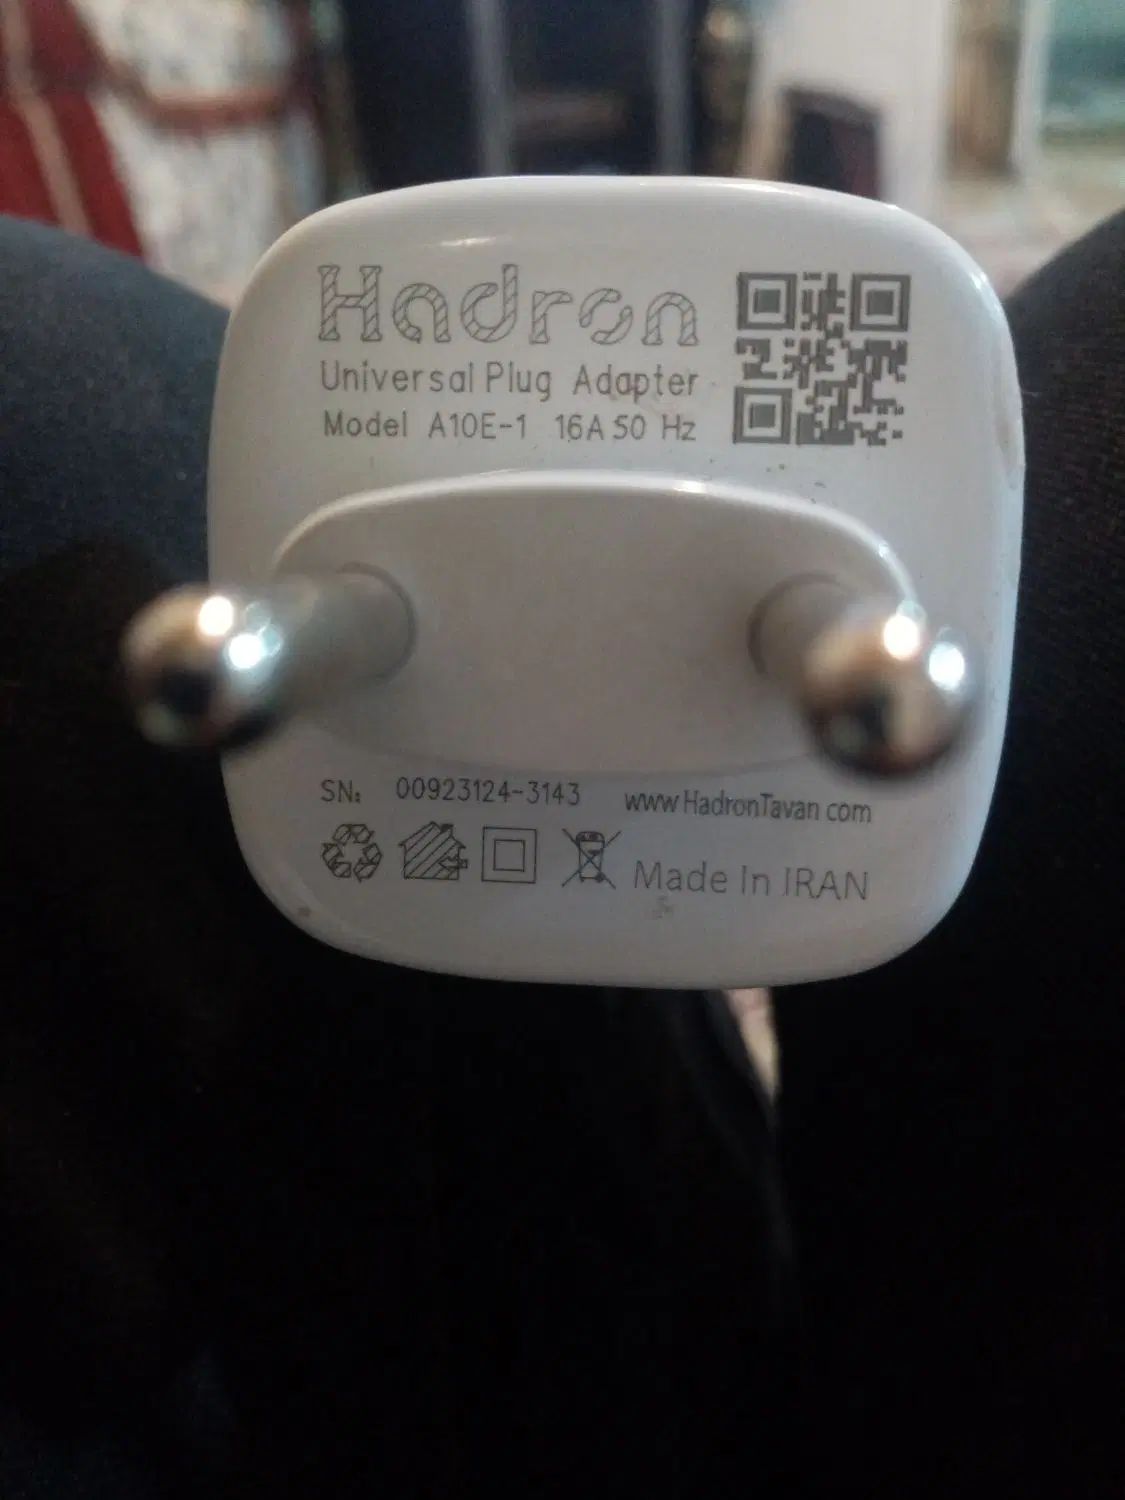 Hadron
Universal Plug Adapter
Model A10E-1 16A 50 Hz
SN: 00923124-3143 www.HadronTavan.com
Made In IRAN